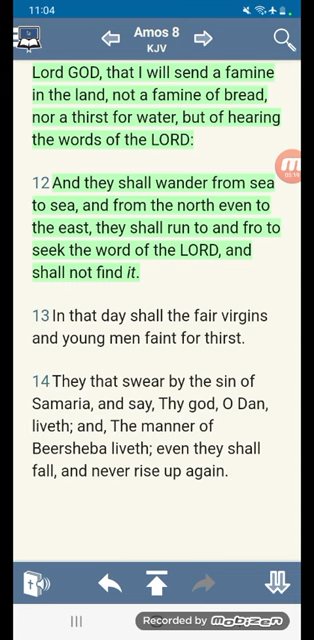 11:04
Amos 8
KJV
Lord GOD, that I will send a famine
in the land, not a famine of bread,
nor a thirst for water, but of hearing
the words of the LORD:
12 And they shall wander from sea
to sea, and from the north even to
the east, they shall run to and fro to
seek the word of the LORD, and
shall not find it.
13 In that day shall the fair virgins
and young men faint for thirst.
14 They that swear by the sin of
Samaria, and say, Thy god, O Dan,
liveth; and, The manner of
Beersheba liveth; even they shall
fall, and never rise up again.
Recorded by mobizen